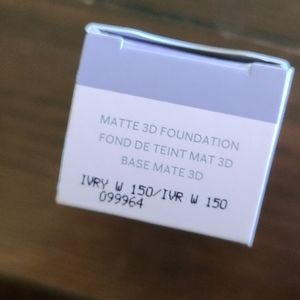 MATTE 3D FOUNDATION
FOND DE TEINT MAT 3D
BASE MATE 3D
IVRY W 150/IVR W 150
099964